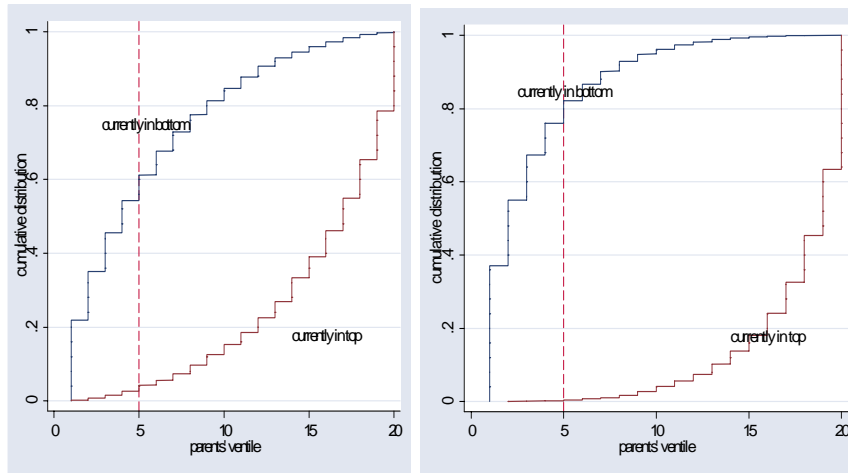 cumulative distribution
1
.8
.6
.4
.2
0
currently in bottom
currently in top
0 5 10 15 20
parents' ventile
cumulative distribution
1
.8
.6
.4
.2
0
currently in bottom
currently in top
0 5 10 15 20
parents' ventile